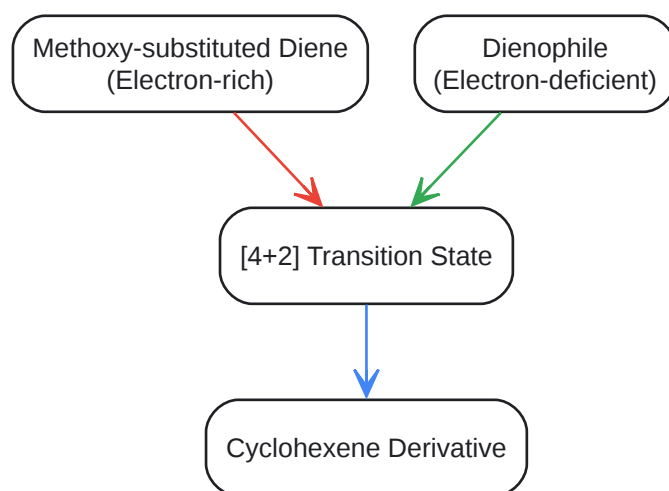 Methoxy-substituted Diene
(Electron-rich)
Dienophile
(Electron-deficient)
[4+2] Transition State
Cyclohexene Derivative